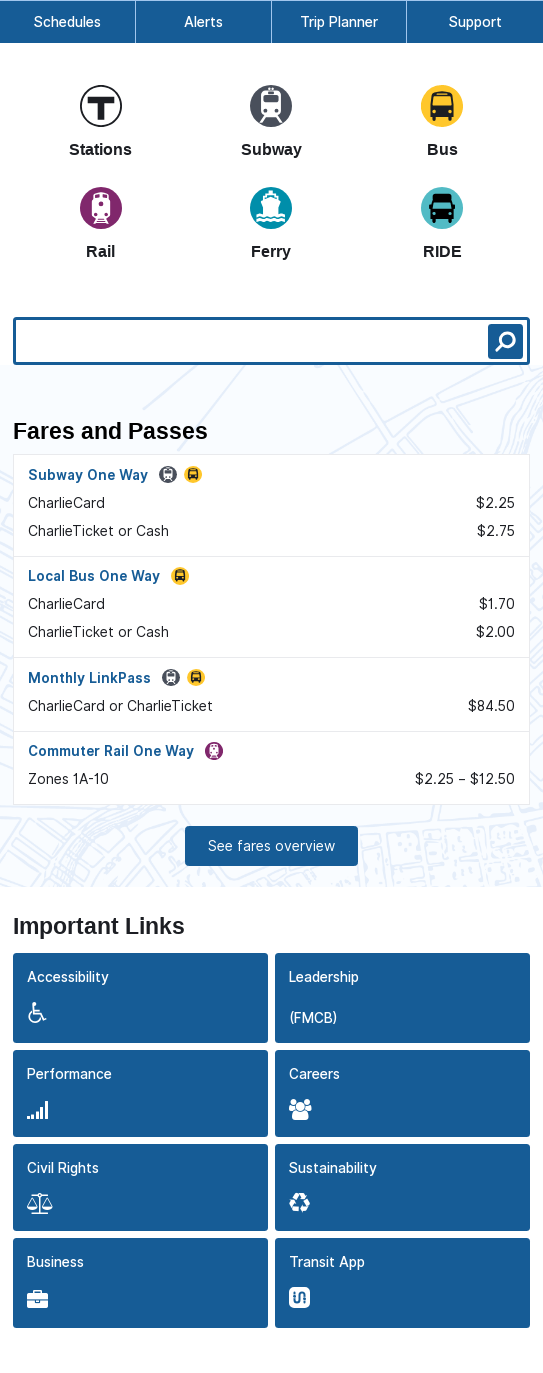 Schedules Alerts Trip Planner Support
T
Stations Subway Bus
Rail Ferry RIDE
Fares and Passes
Subway One Way
CharlieCard $2.25
CharlieTicket or Cash $2.75
Local Bus One Way
CharlieCard $1.70
CharlieTicket or Cash $2.00
Monthly LinkPass
CharlieCard or CharlieTicket $84.50
Commuter Rail One Way
Zones 1A-10 $2.25 – $12.50
See fares overview
Important Links
Accessibility
Leadership
(FMCB)
Performance
Careers
Civil Rights
Sustainability
Business
Transit App